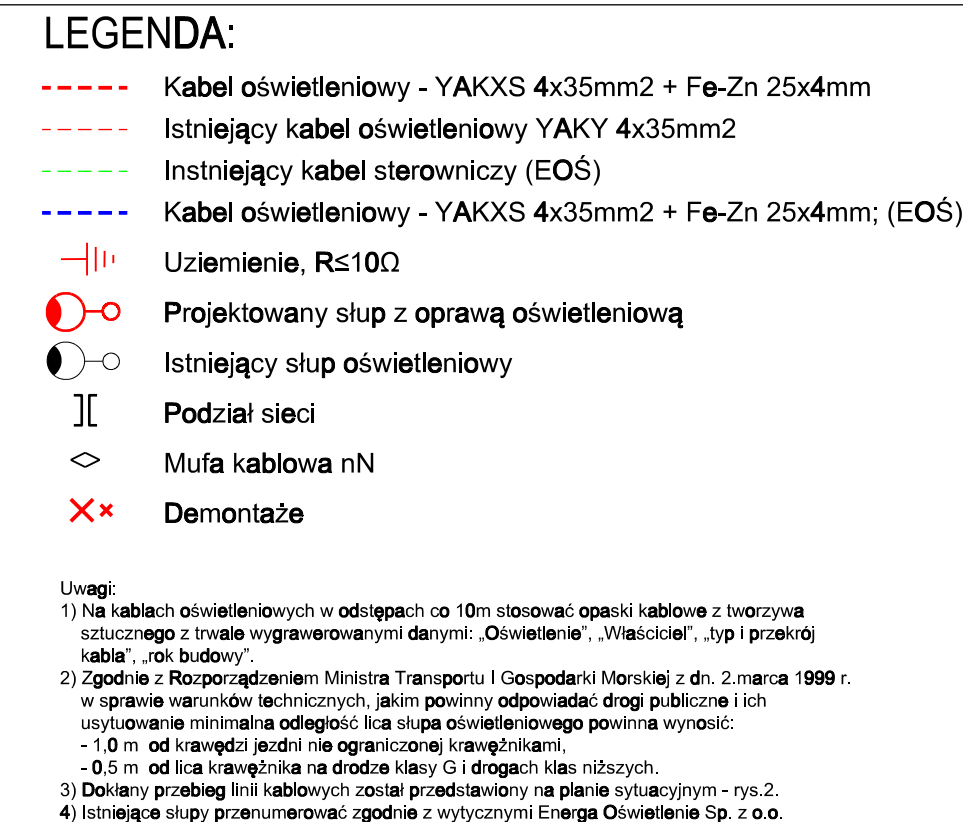 LEGENDA:
Kabel oświetleniowy - YAKXS 4x35mm2 + Fe-Zn 25x4mm
Istniejący kabel oświetleniowy YAKY 4x35mm2
Instniejący kabel sterowniczy (EOŚ)
Kabel oświetleniowy - YAKXS 4x35mm2 + Fe-Zn 25x4mm; (EOŚ)
Uziemienie, R≤10Ω
Projektowany słup z oprawą oświetleniową
Istniejący słup oświetleniowy
Podział sieci
Mufa kablowa nN
Demontaże
Uwagi:
1) Na kablach oświetleniowych w odstępach co 10m stosować opaski kablowe z tworzywa
sztucznego z trwale wygrawerowanymi danymi: „Oświetlenie”, „Właściciel”, „typ i przekrój
kabla”, „rok budowy”.
2) Zgodnie z Rozporządzeniem Ministra Transportu I Gospodarki Morskiej z dn. 2.marca 1999 r.
w sprawie warunków technicznych, jakim powinny odpowiadać drogi publiczne i ich
usytuowanie minimalna odległość lica słupa oświetleniowego powinna wynosić:
- 1,0 m od krawędzi jezdni nie ograniczonej krawężnikami,
- 0,5 m od lica krawężnika na drodze klasy G i drogach klas niższych.
3) Dokłany przebieg linii kablowych został przedstawiony na planie sytuacyjnym - rys.2.
4) Istniejące słupy przenumerować zgodnie z wytycznymi Energa Oświetlenie Sp. z o.o.